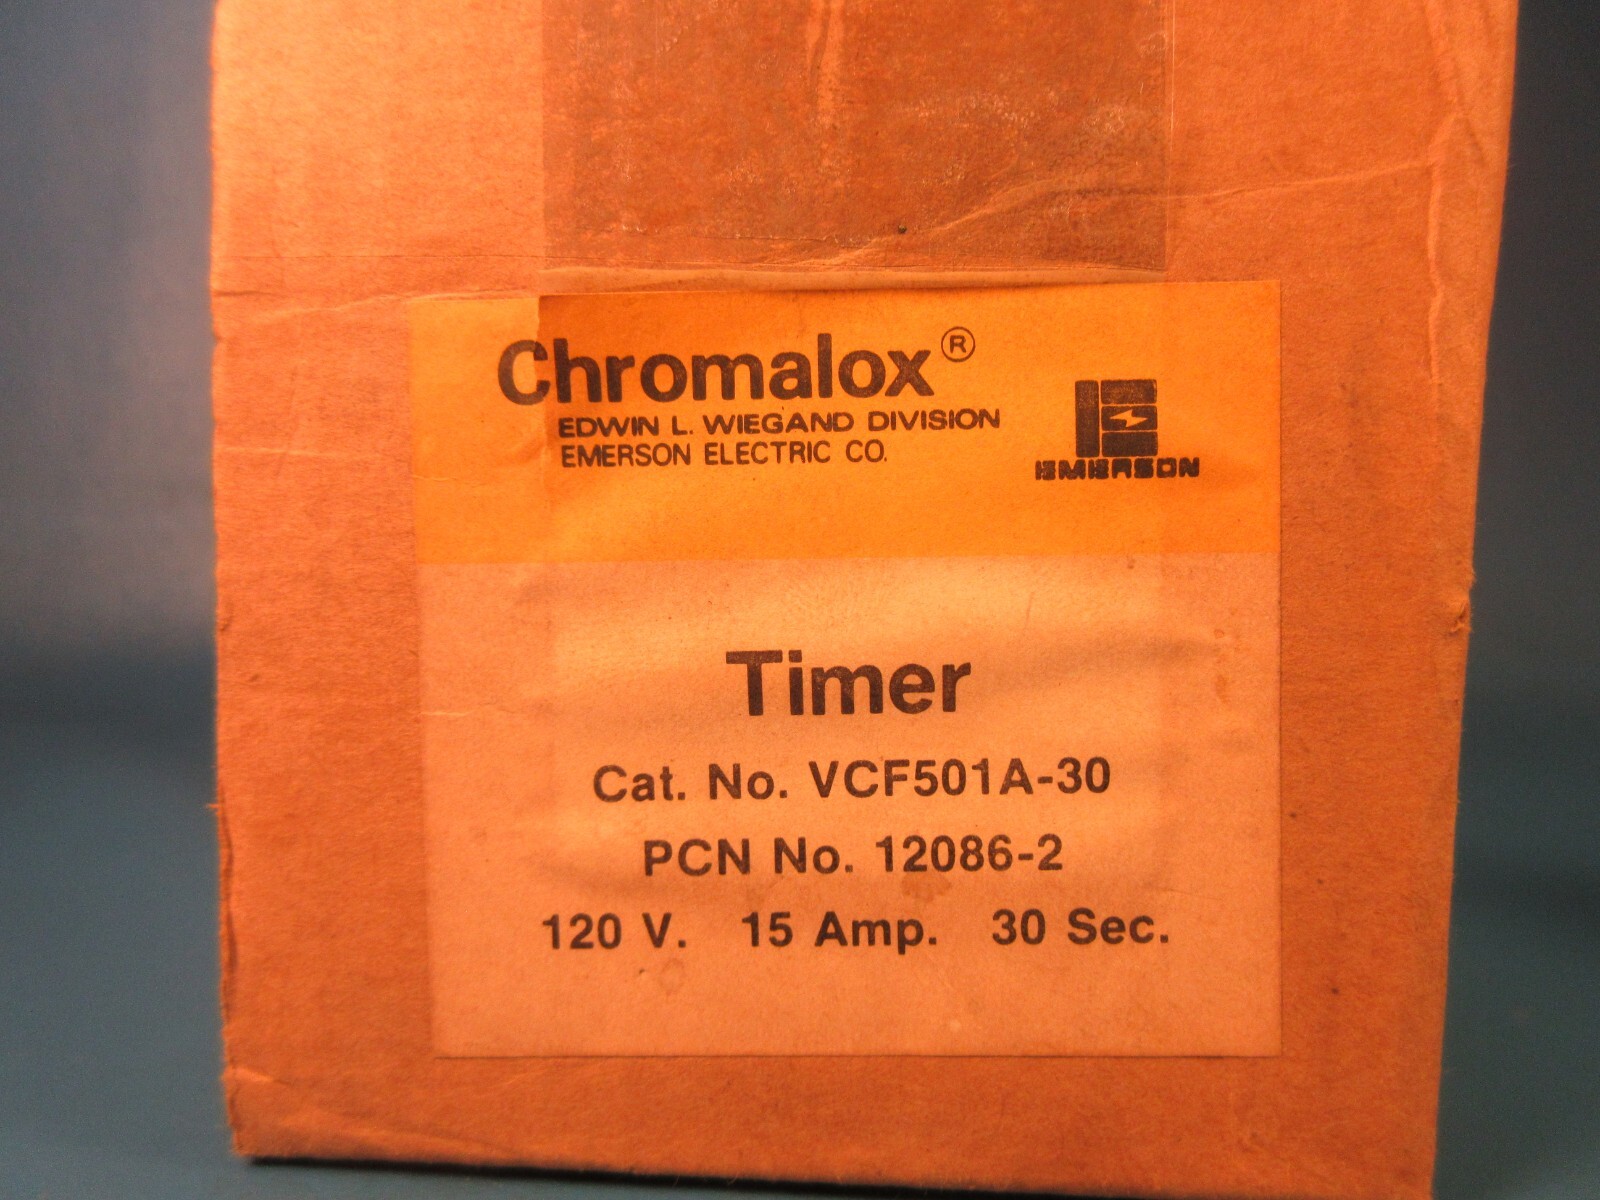 Chromalox®
EDWIN L. WIEGAND DIVISION
EMERSON ELECTRIC CO.
EMERSON
Timer
Cat. No. VCF501A-30
PCN No. 12086-2
120 V. 15 Amp. 30 Sec.